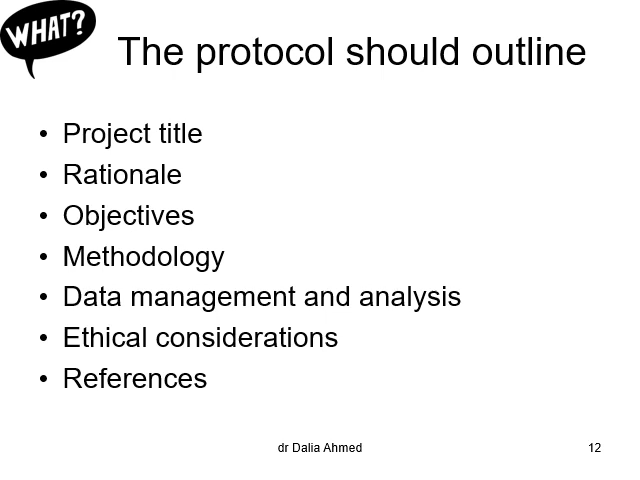 WHAT?
The protocol should outline
• Project title
• Rationale
• Objectives
• Methodology
• Data management and analysis
• Ethical considerations
• References
dr Dalia Ahmed
12